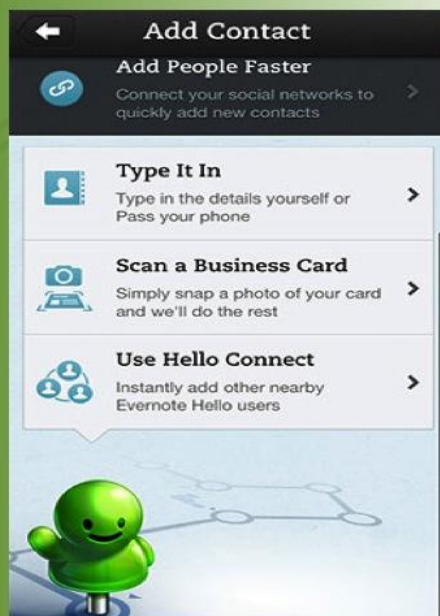 Add Contact
Add People Faster
Connect your social networks to
quickly add new contacts
Type It In
Type in the details yourself or
Pass your phone
Scan a Business Card
Simply snap a photo of your card
and we'll do the rest
Use Hello Connect
Instantly add other nearby
Evernote Hello users